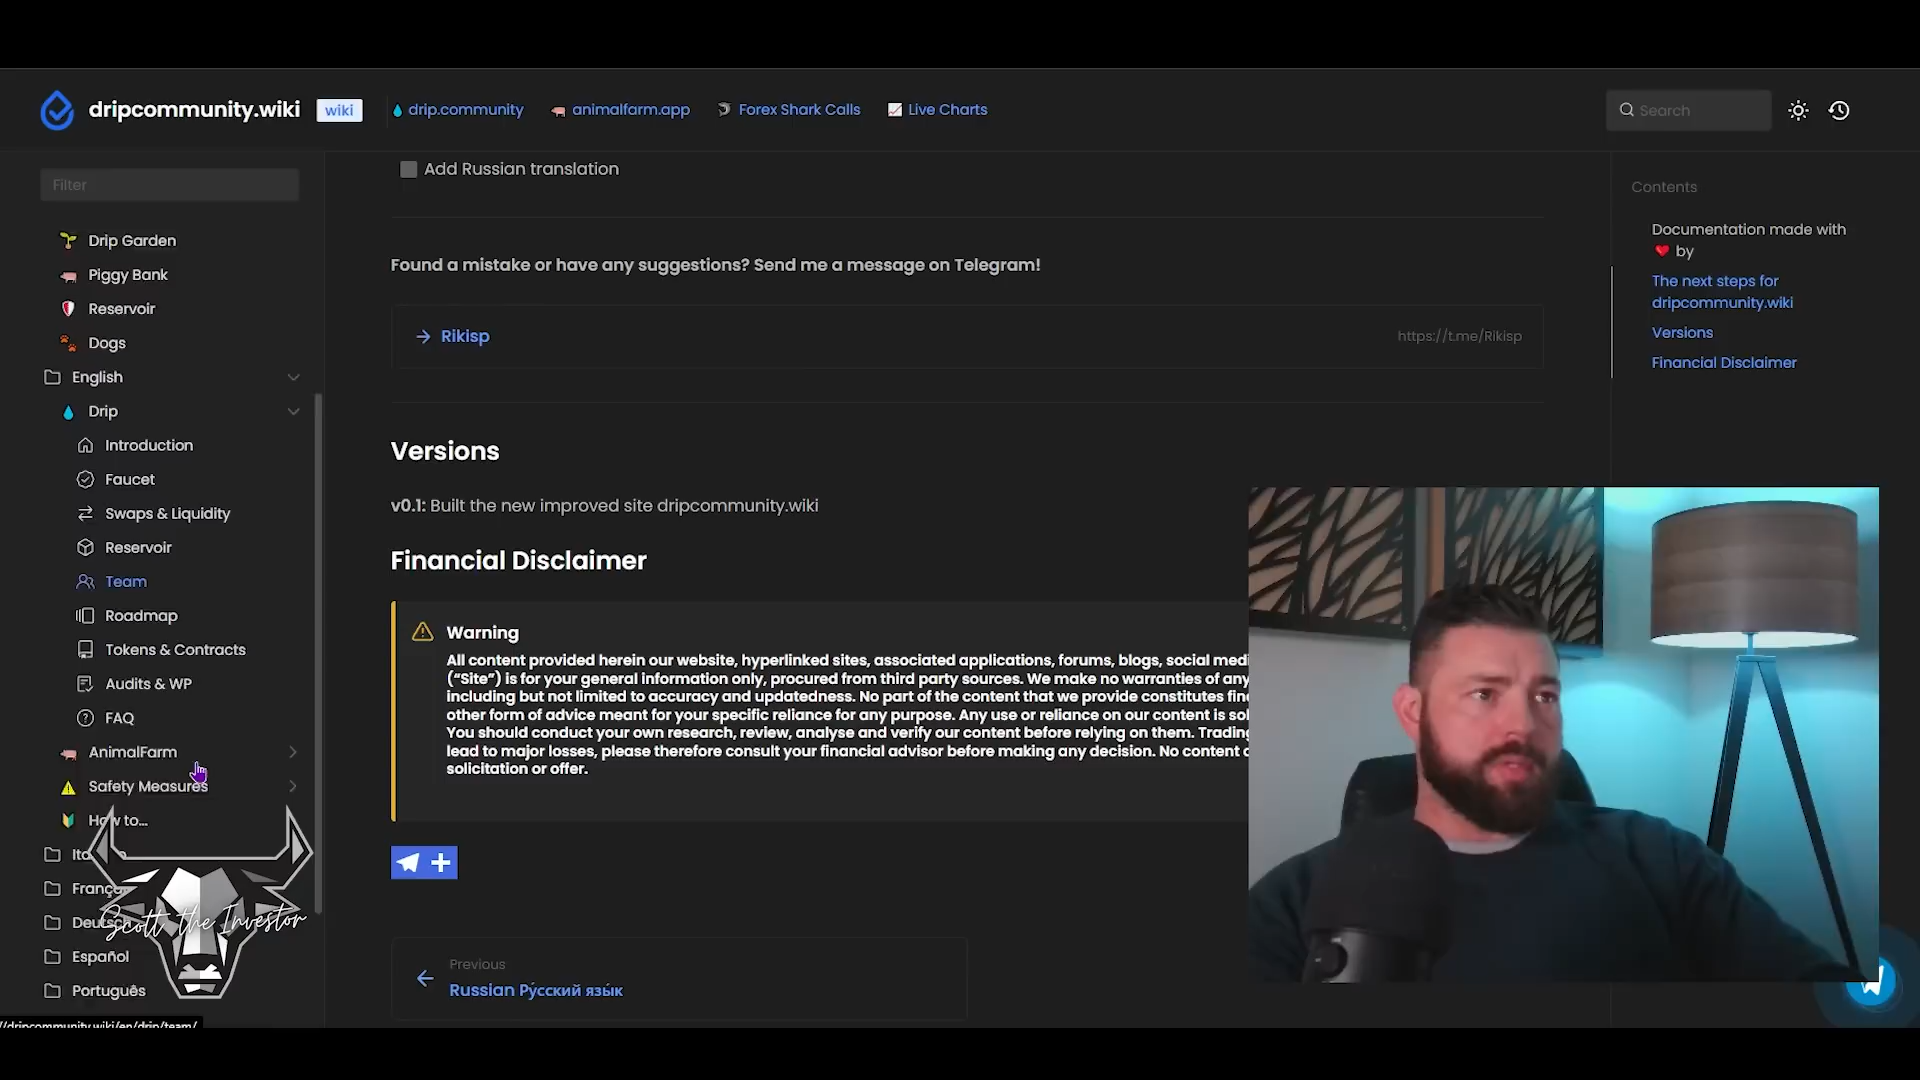 dripcommunity.wiki wiki drip.community animalfarm.app Forex Shark Calls Live Charts Search
Filter
Drip Garden
Piggy Bank
Reservoir
Dogs
English
Drip
Introduction
Faucet
Swaps & Liquidity
Reservoir
Team
Roadmap
Tokens & Contracts
Audits & WP
FAQ
AnimalFarm
Safety Measures
How to...
Español
Português
Scott the Investor
//dripcommunity.wiki/en/drip/team/
Add Russian translation
Found a mistake or have any suggestions? Send me a message on Telegram!
Rikisp https://t.me/Rikisp
Versions
v0.1: Built the new improved site dripcommunity.wiki
Financial Disclaimer
Warning
All content provided herein our website, hyperlinked sites, associated applications, forums, blogs, social medi
("Site") is for your general information only, procured from third party sources. We make no warranties of any
including but not limited to accuracy and updatedness. No part of the content that we provide constitutes fin
other form of advice meant for your specific reliance for any purpose. Any use or reliance on our content is sol
You should conduct your own research, review, analyse and verify our content before relying on them. Trading
lead to major losses, please therefore consult your financial advisor before making any decision. No content
solicitation or offer.
Previous
Russian Ру́сский язы́к
Contents
Documentation made with
❤️ by
The next steps for
dripcommunity.wiki
Versions
Financial Disclaimer